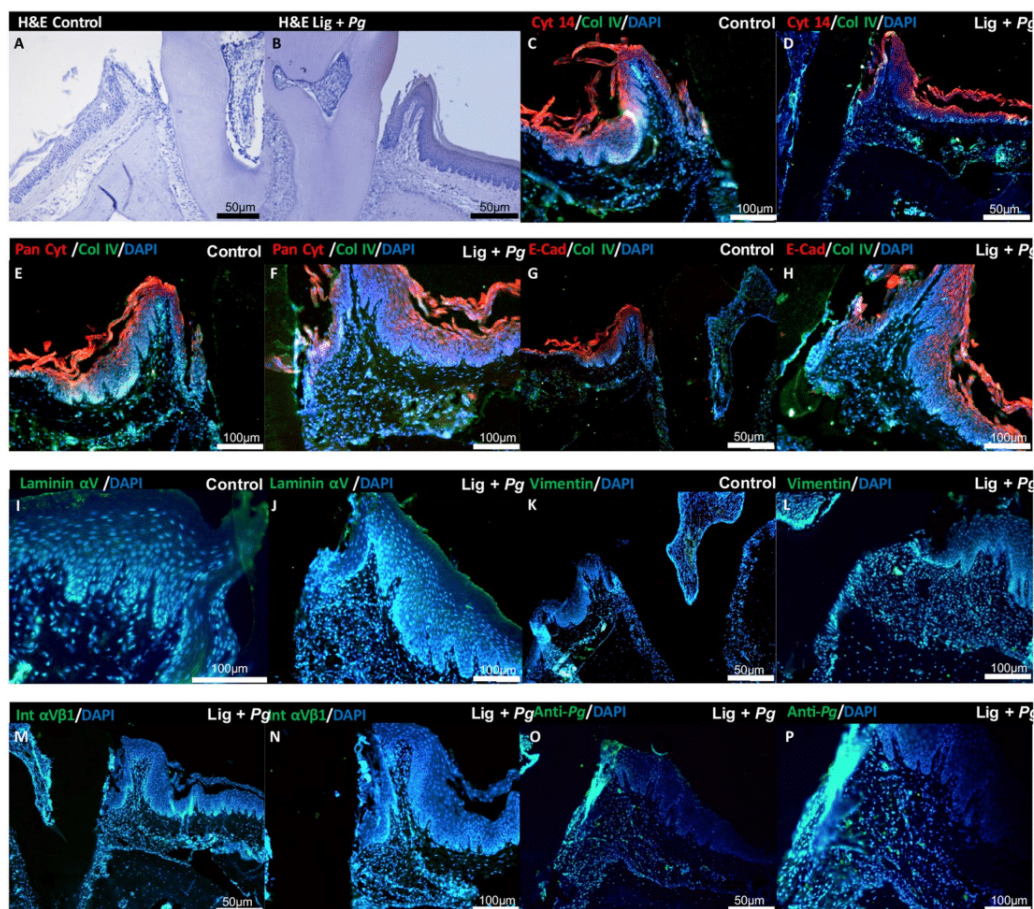 H&E Control
H&E Lig + Pg
Cyt 14/Col IV/DAPI
Control
Cyt 14/Col IV/DAPI
Lig + Pg
A
B
C
D
50μm
50μm
100μm
50μm
Pan Cyt /Col IV/DAPI
Control
Pan Cyt /Col IV/DAPI
Lig + Pg
E-Cad/Col IV/DAPI
Control
E-Cad/Col IV/DAPI
Lig + Pg
E
F
G
H
100μm
100μm
50μm
100μm
Laminin αV /DAPI
Control
Laminin αV /DAPI
Lig + Pg
Vimentin/DAPI
Control
Vimentin/DAPI
Lig + Pg
I
J
K
L
100μm
100μm
50μm
100μm
Int αVβ1/DAPI
Lig + Pg
Int αVβ1/DAPI
Lig + Pg
Anti-Pg/DAPI
Lig + Pg
Anti-Pg/DAPI
Lig + Pg
M
N
O
P
50μm
100μm
50μm
100μm